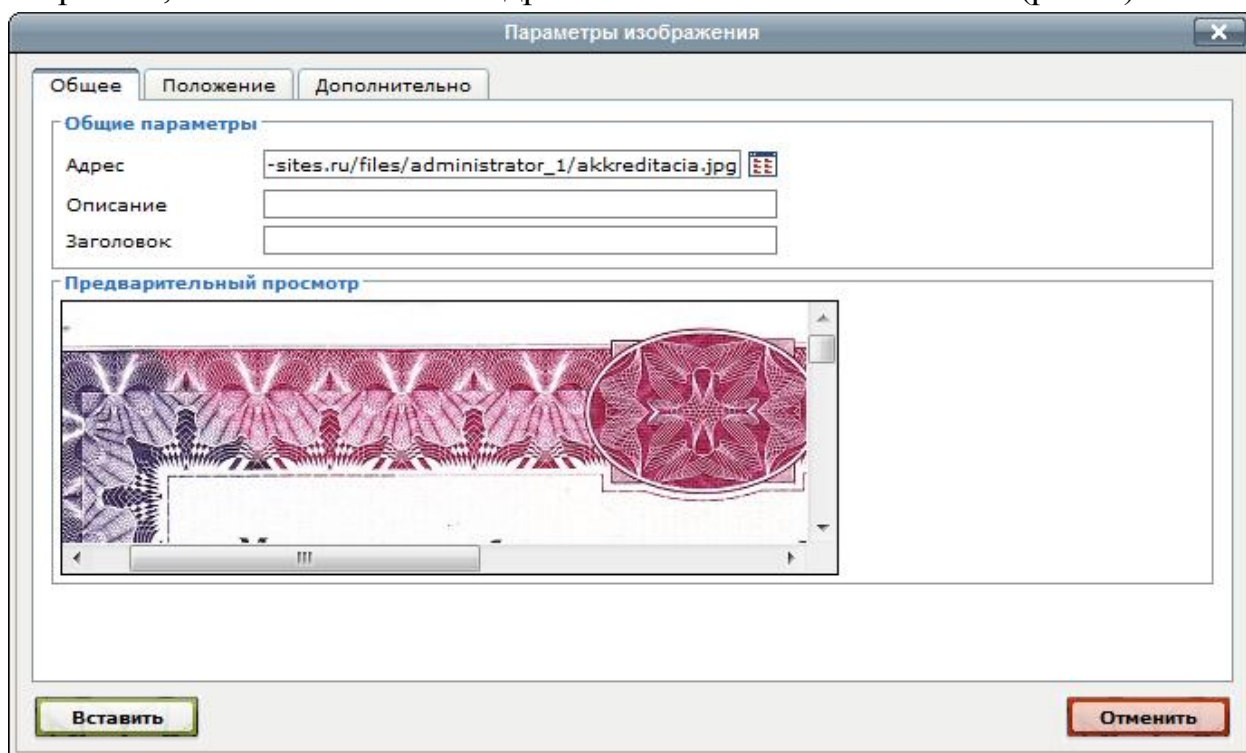 Параметры изображения
Общее Положение Дополнительно
Общие параметры
Адрес -sites.ru/files/administrator_1/akkreditacia.jpg
Описание
Заголовок
Предварительный просмотр
Вставить Отменить